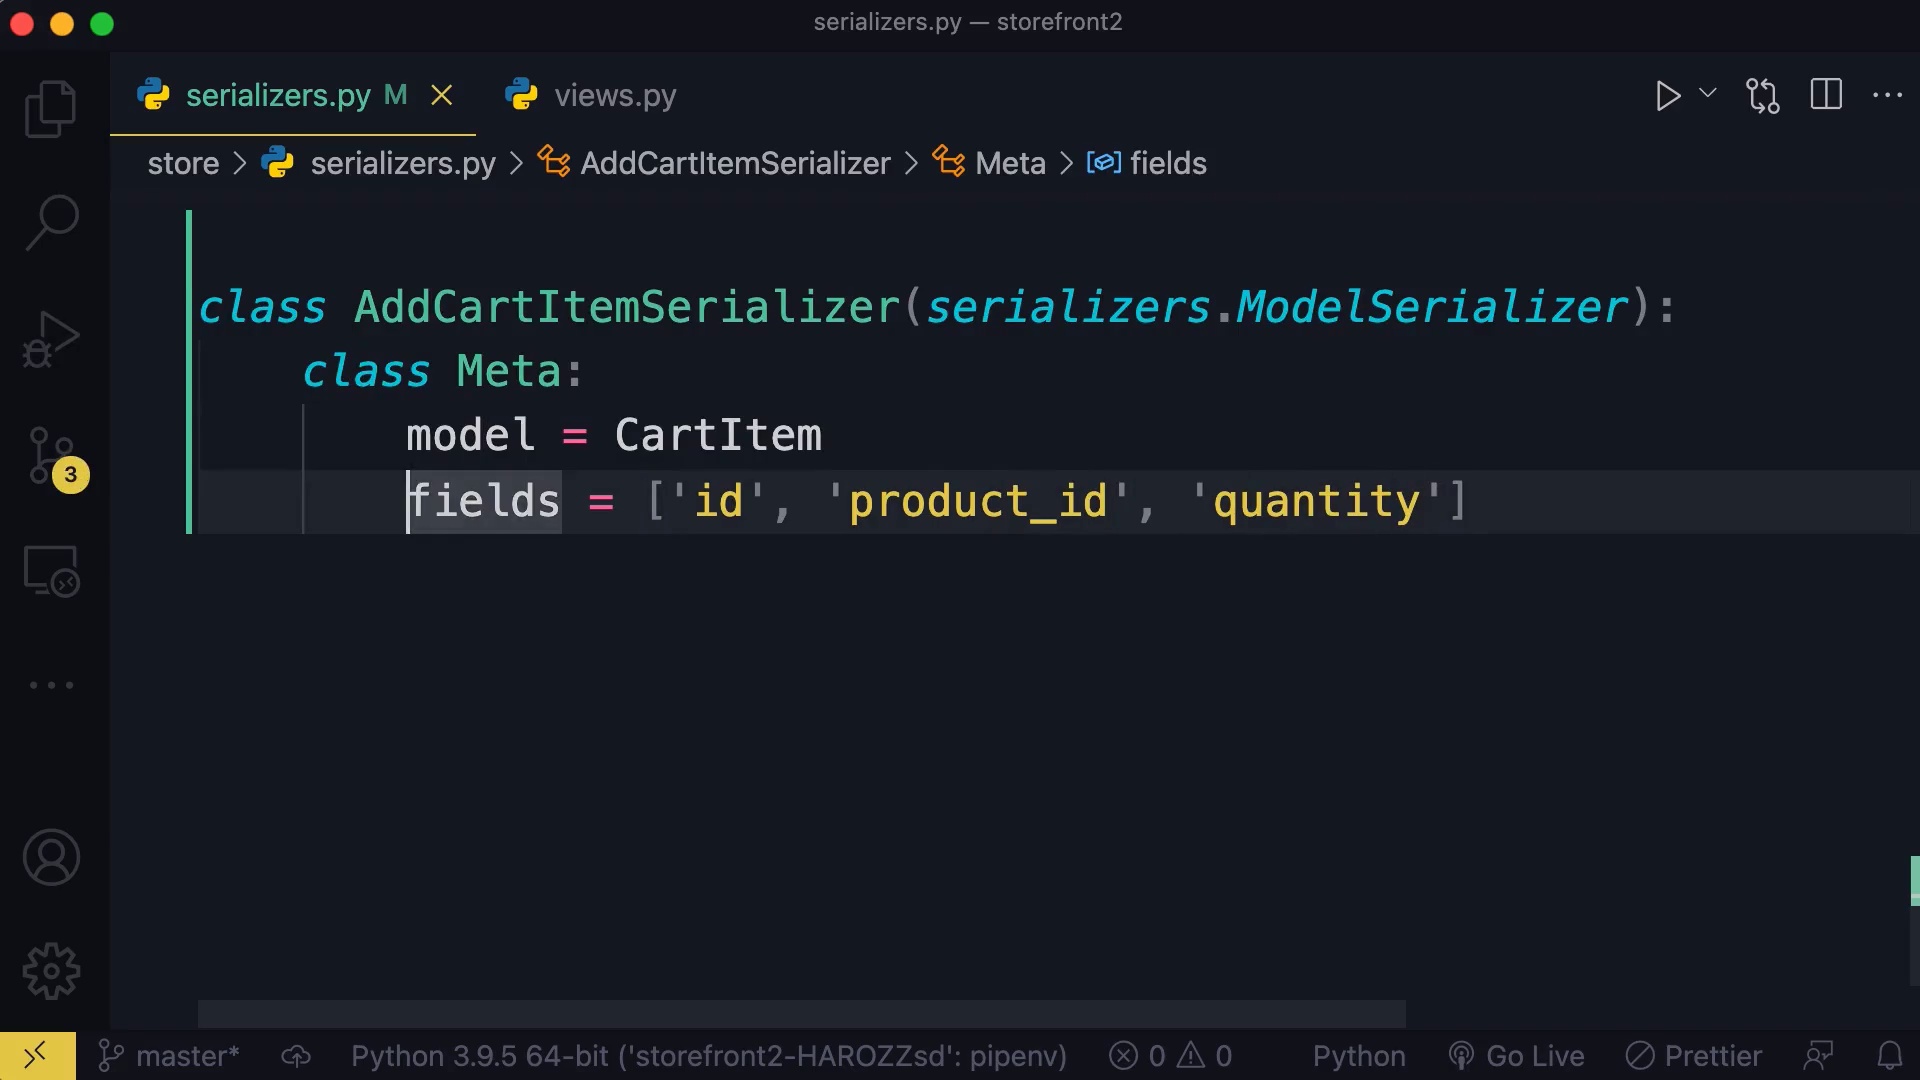 serializers.py — storefront2
serializers.py M views.py
store > serializers.py > AddCartItemSerializer > Meta > fields
class AddCartItemSerializer(serializers.ModelSerializer):
class Meta:
model = CartItem
fields = ['id', 'product_id', 'quantity']
3
master* Python 3.9.5 64-bit ('storefront2-HAROZZsd': pipenv) 0 0 Python Go Live Prettier